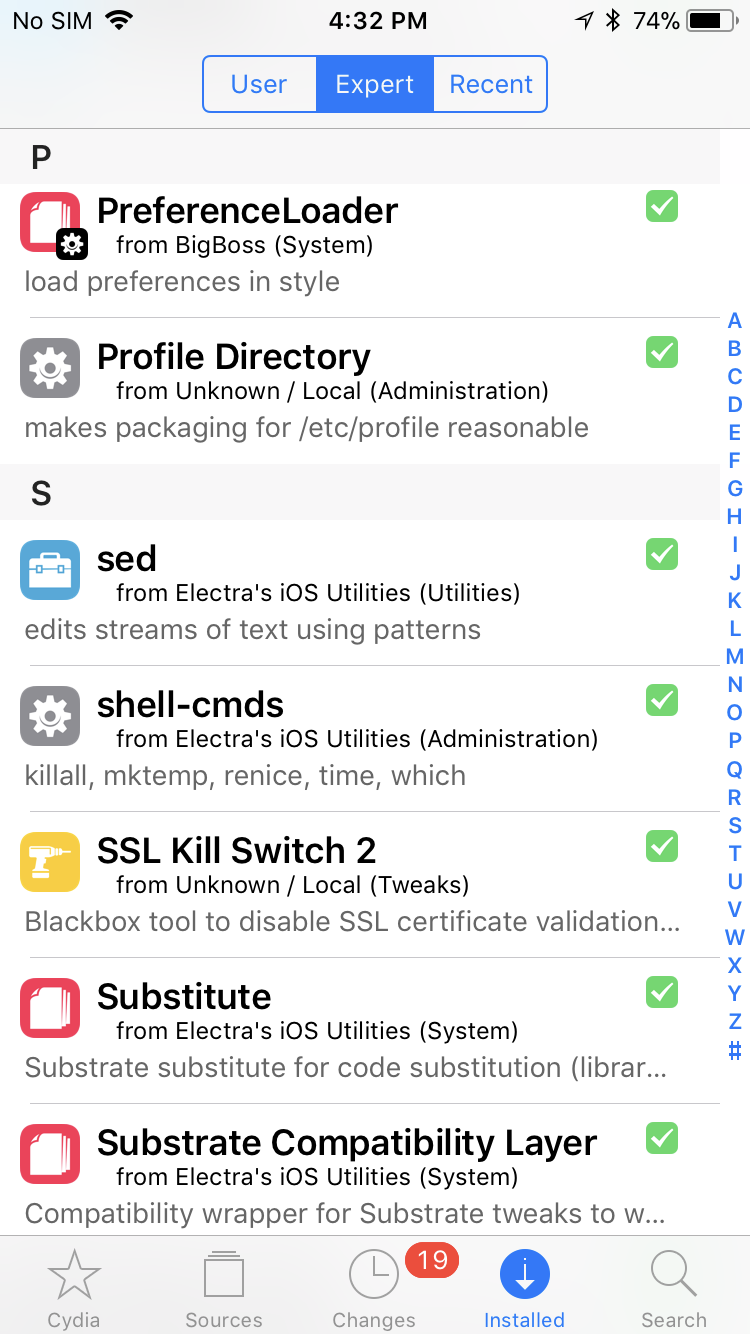 No SIM 4:32 PM 74%
User Expert Recent
P
PreferenceLoader
from BigBoss (System)
load preferences in style
Profile Directory
from Unknown / Local (Administration)
makes packaging for /etc/profile reasonable
S
sed
from Electra's iOS Utilities (Utilities)
edits streams of text using patterns
shell-cmds
from Electra's iOS Utilities (Administration)
killall, mktemp, renice, time, which
SSL Kill Switch 2
from Unknown / Local (Tweaks)
Blackbox tool to disable SSL certificate validation...
Substitute
from Electra's iOS Utilities (System)
Substrate substitute for code substitution (librar...
Substrate Compatibility Layer
from Electra's iOS Utilities (System)
Compatibility wrapper for Substrate tweaks to w...
A
B
C
D
E
F
G
H
I
J
K
L
M
N
O
P
Q
R
S
T
U
V
W
X
Y
Z
#
19
Cydia Sources Changes Installed Search